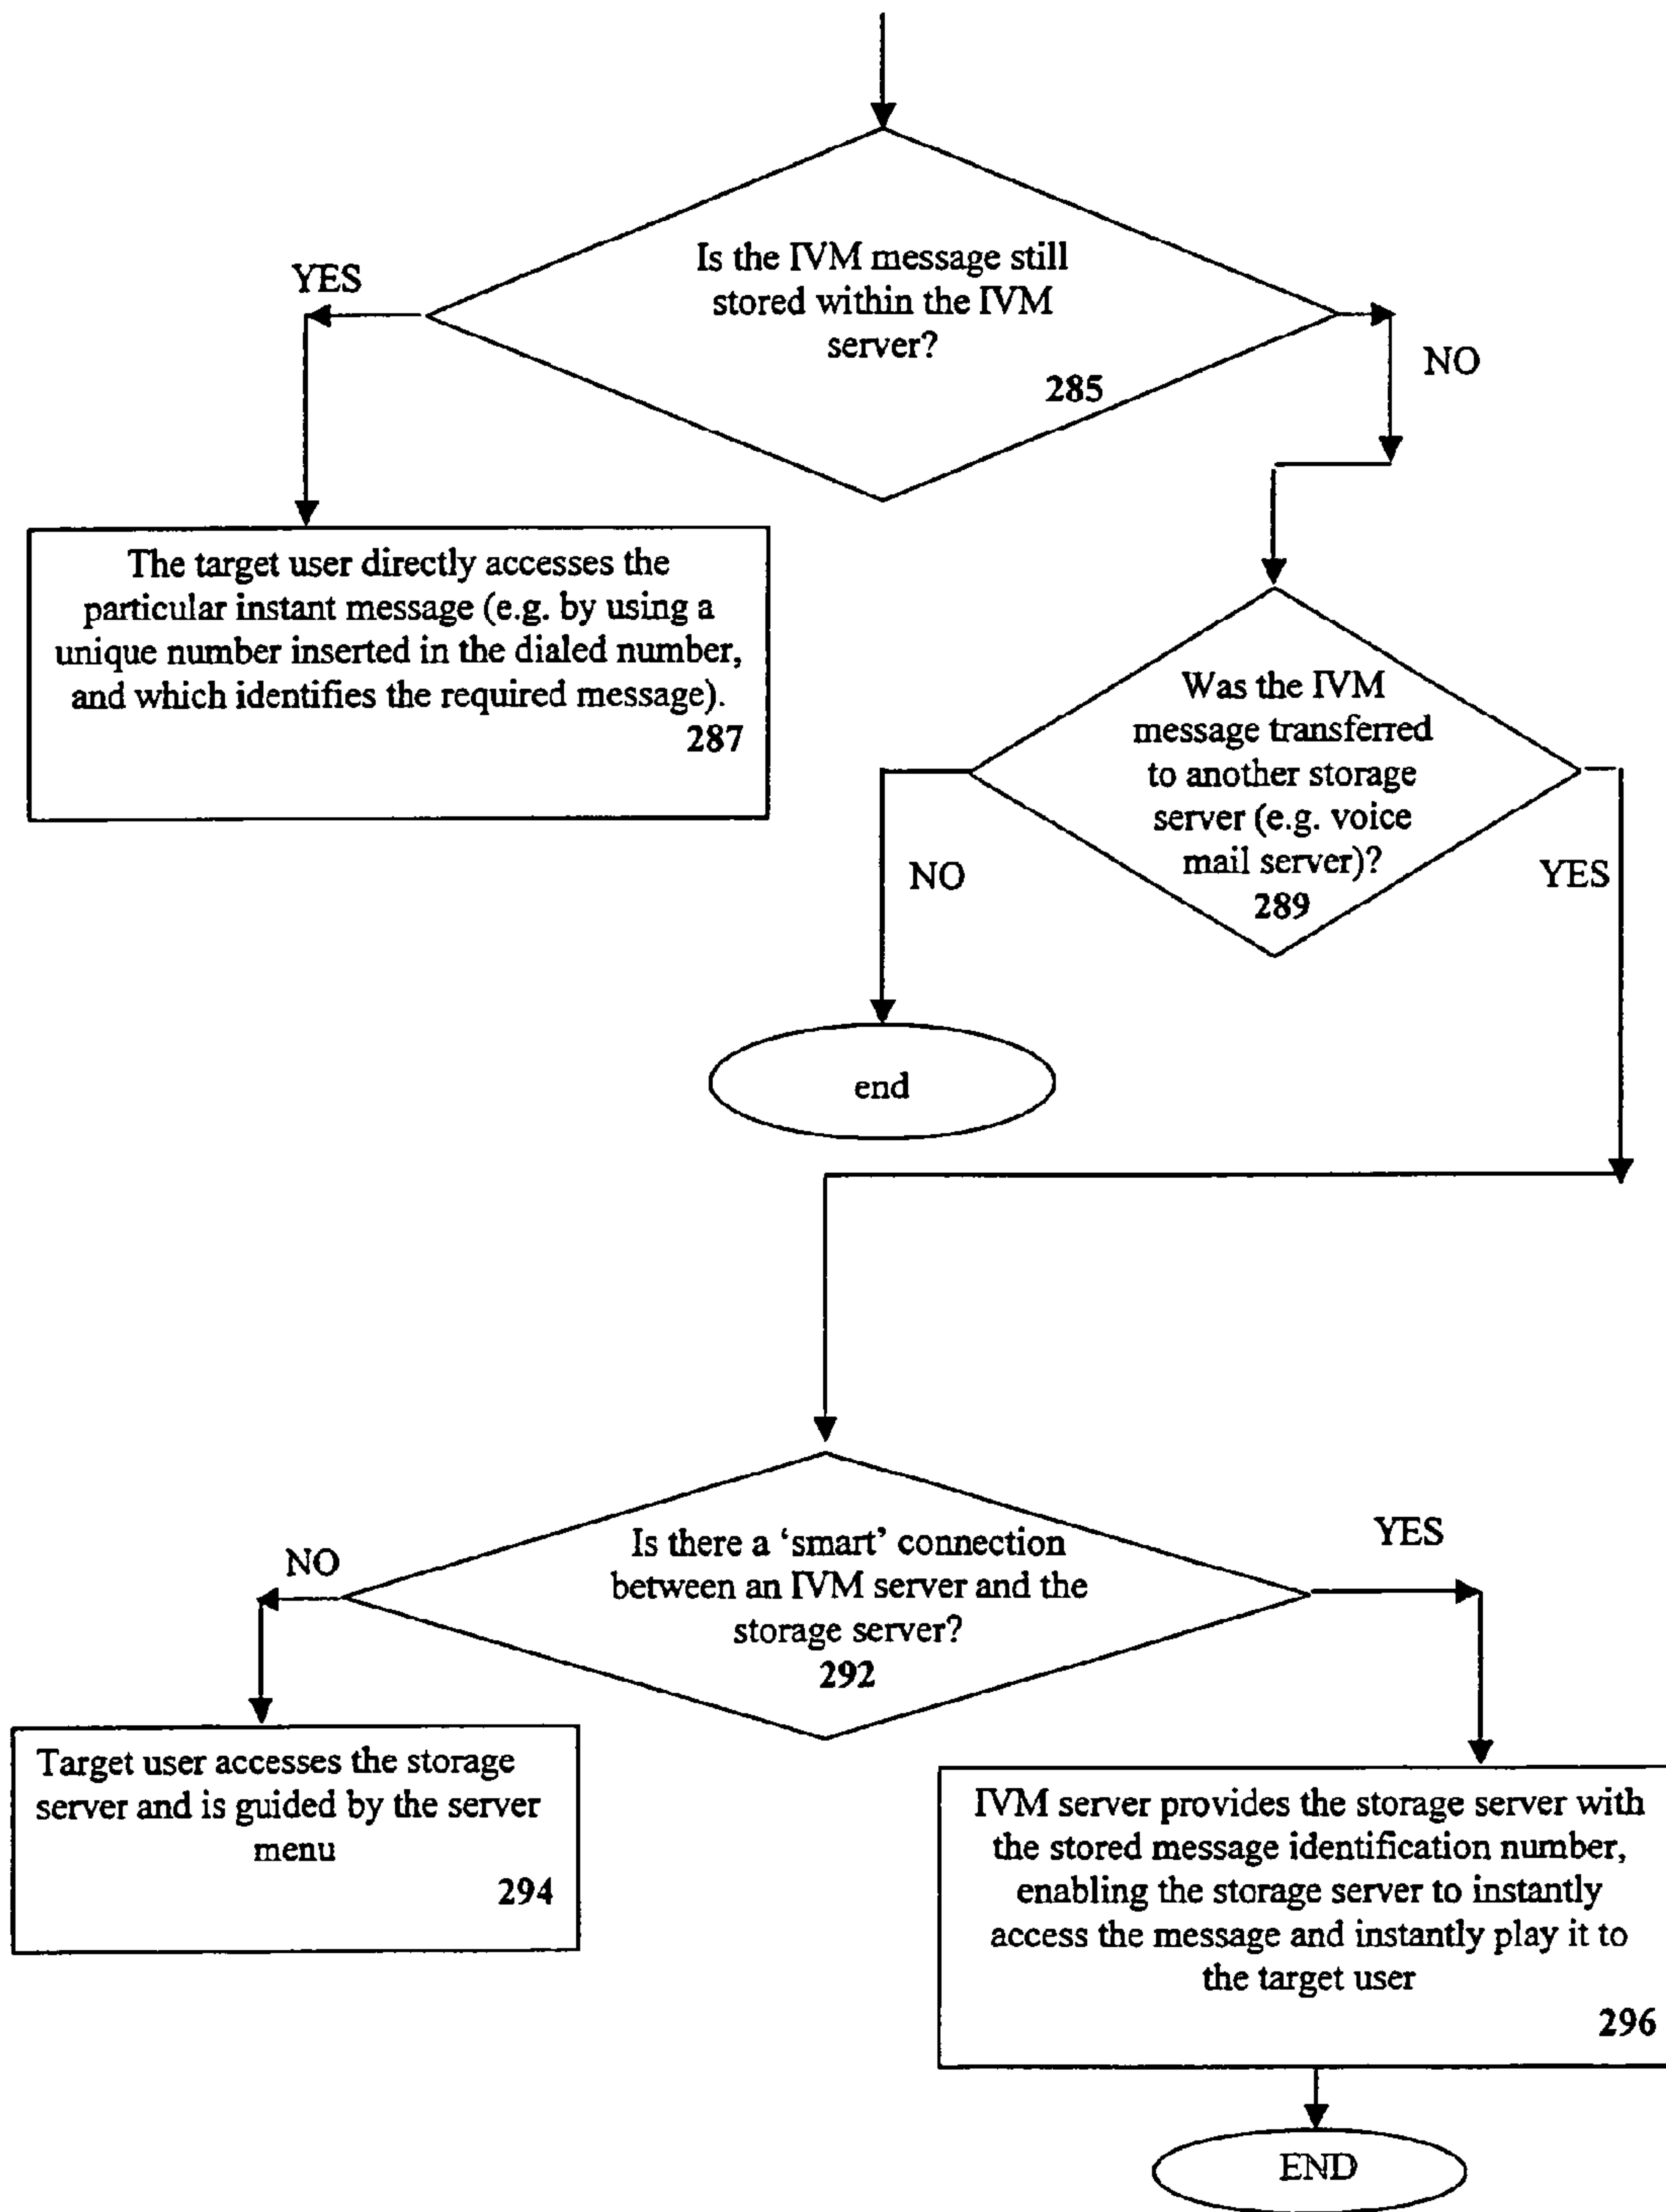 Is the IVM message still
stored within the IVM
server?
285
YES
NO
The target user directly accesses the
particular instant message (e.g. by using a
unique number inserted in the dialed number,
and which identifies the required message).
287
Was the IVM
message transferred
to another storage
server (e.g. voice
mail server)?
289
NO
YES
end
Is there a ‘smart’ connection
between an IVM server and the
storage server?
292
NO
YES
Target user accesses the storage
server and is guided by the server
menu
294
IVM server provides the storage server with
the stored message identification number,
enabling the storage server to instantly
access the message and instantly play it to
the target user
296
END